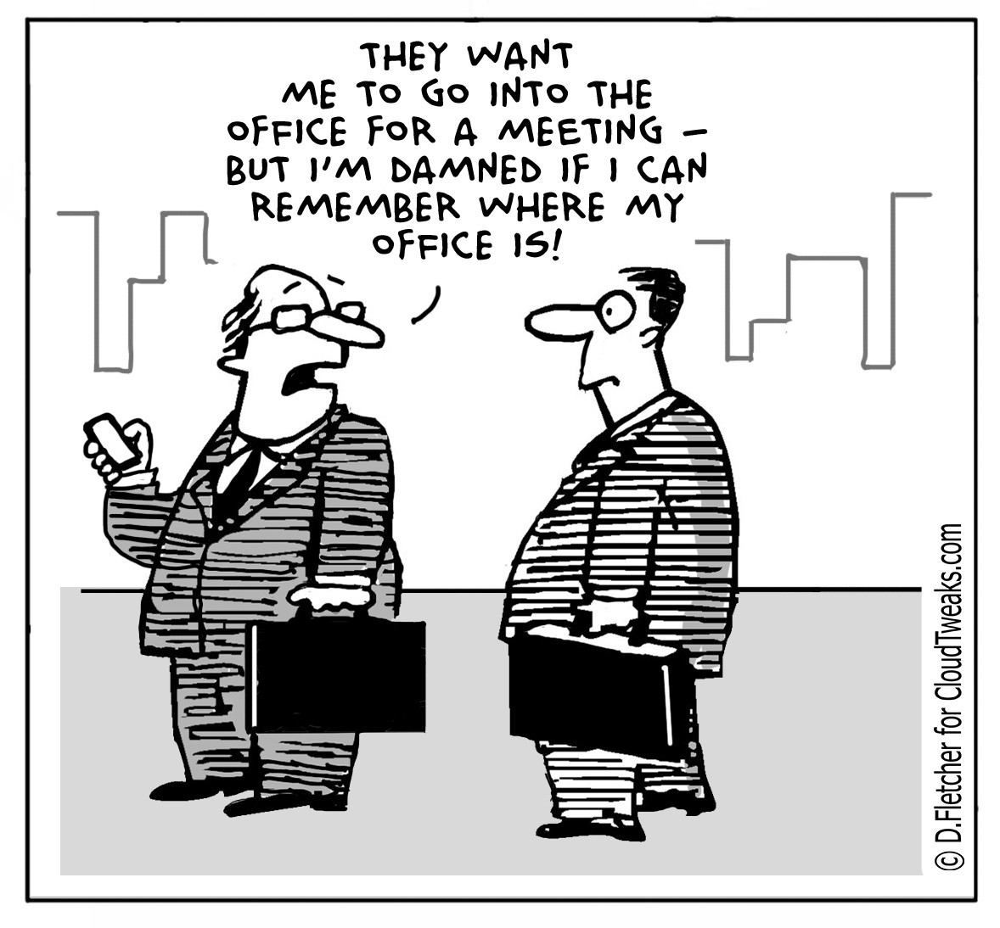 THEY WANT
ME TO GO INTO THE
OFFICE FOR A MEETING –
BUT I'M DAMNED IF I CAN
REMEMBER WHERE MY
OFFICE IS!
© D.Fletcher for CloudTweaks.com